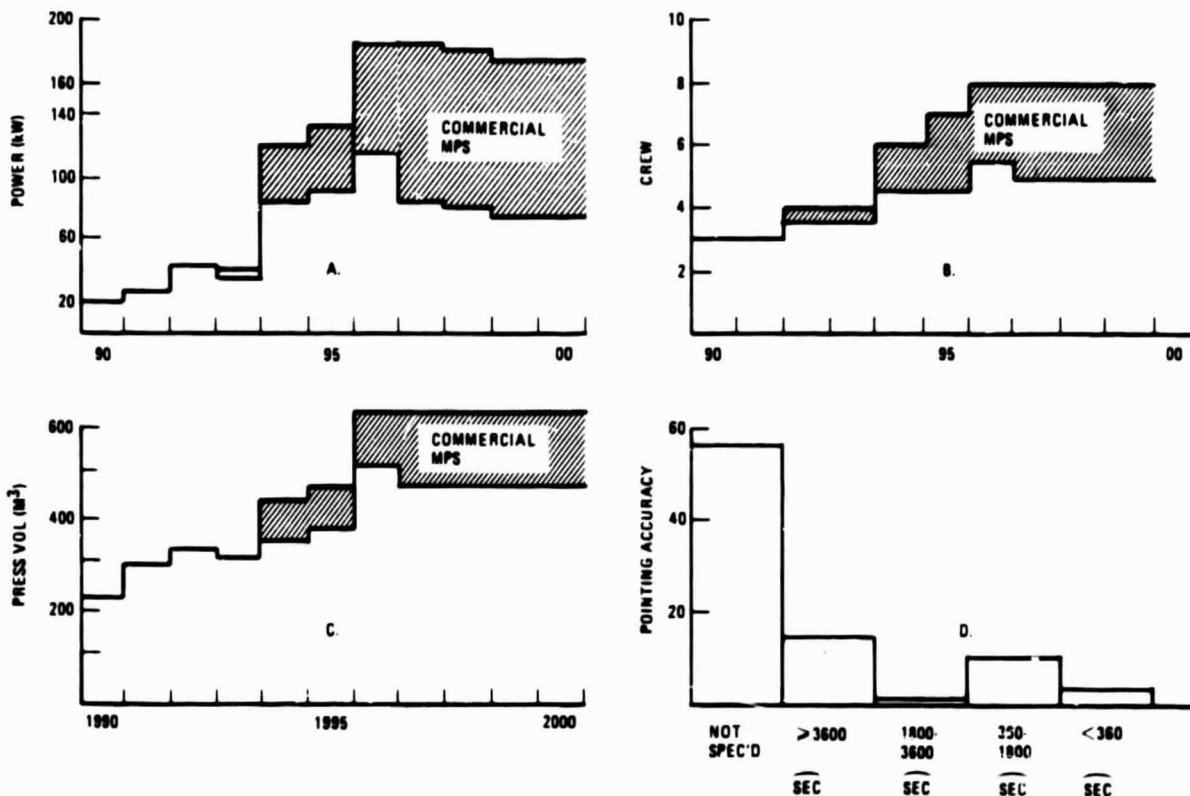 200
160
140
100
60
20
POWER (kW)
COMMERCIAL
MPS
A.
90 95 00
10
8
6
4
2
CREW
COMMERCIAL
MPS
B.
90 95 00
600
400
200
PRESS VOL (M³)
COMMERCIAL
MPS
C.
1990 1995 2000
60
40
20
POINTING ACCURACY
D.
NOT
SPEC'D
⩾3600
SEC
1800-
3600
SEC
350-
1800
SEC
<360
SEC